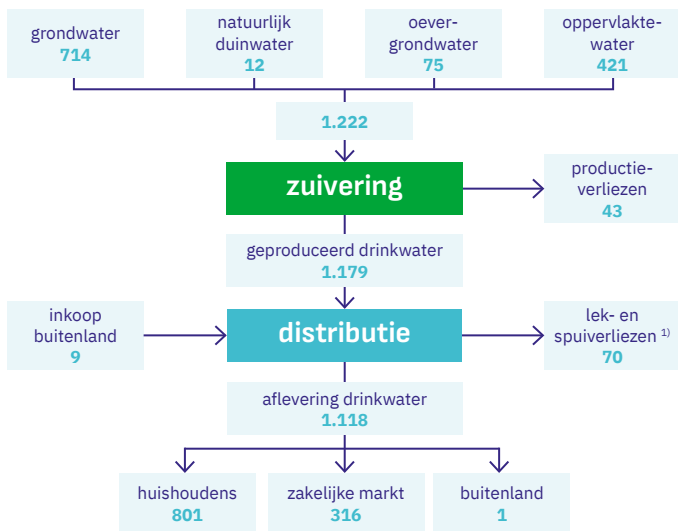 grondwater
714
natuurlijk
duinwater
12
oever-
grondwater
75
oppervlakte-
water
421
1.222
zuivering
productie-
verliezen
43
geproduceerd drinkwater
1.179
inkoop
buitenland
9
distributie
lek- en
spuiverliezen 1)
70
aflevering drinkwater
1.118
huishoudens
801
zakelijke markt
316
buitenland
1